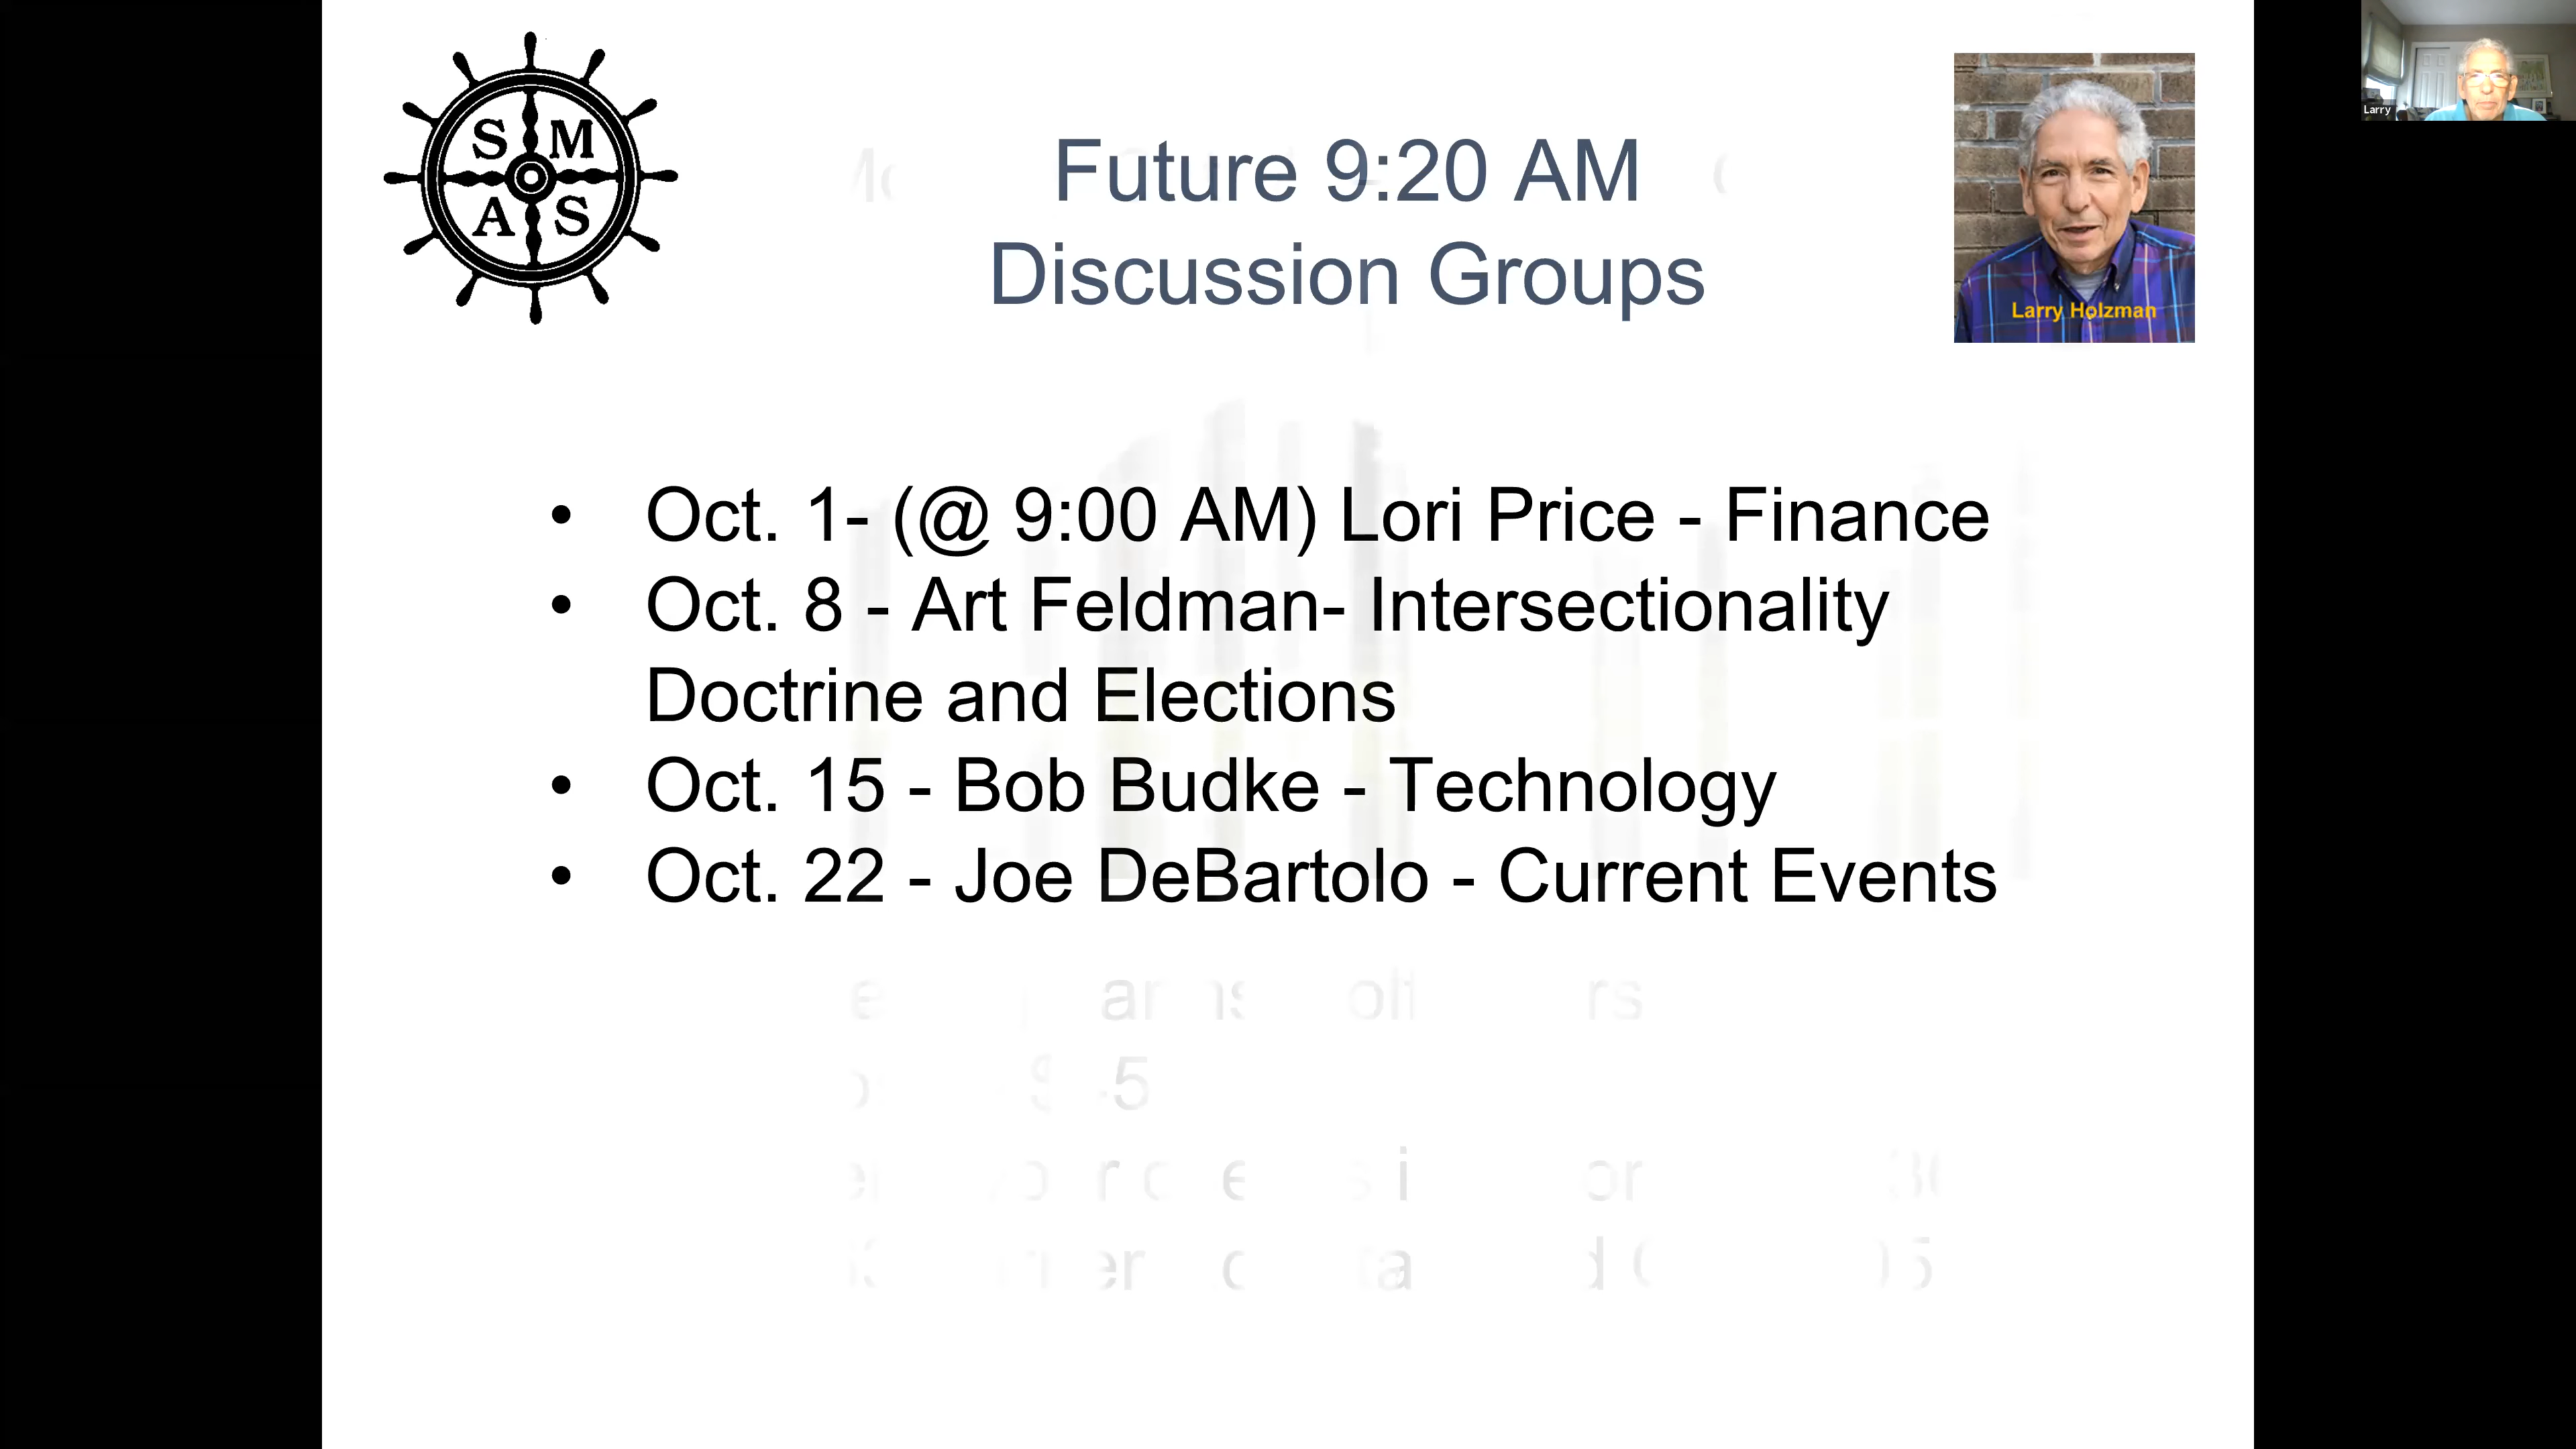 S M
A S
Future 9:20 AM
Discussion Groups
Larry Holzman
Larry
• Oct. 1- (@ 9:00 AM) Lori Price - Finance
• Oct. 8 - Art Feldman- Intersectionality
Doctrine and Elections
• Oct. 15 - Bob Budke - Technology
• Oct. 22 - Joe DeBartolo - Current Events